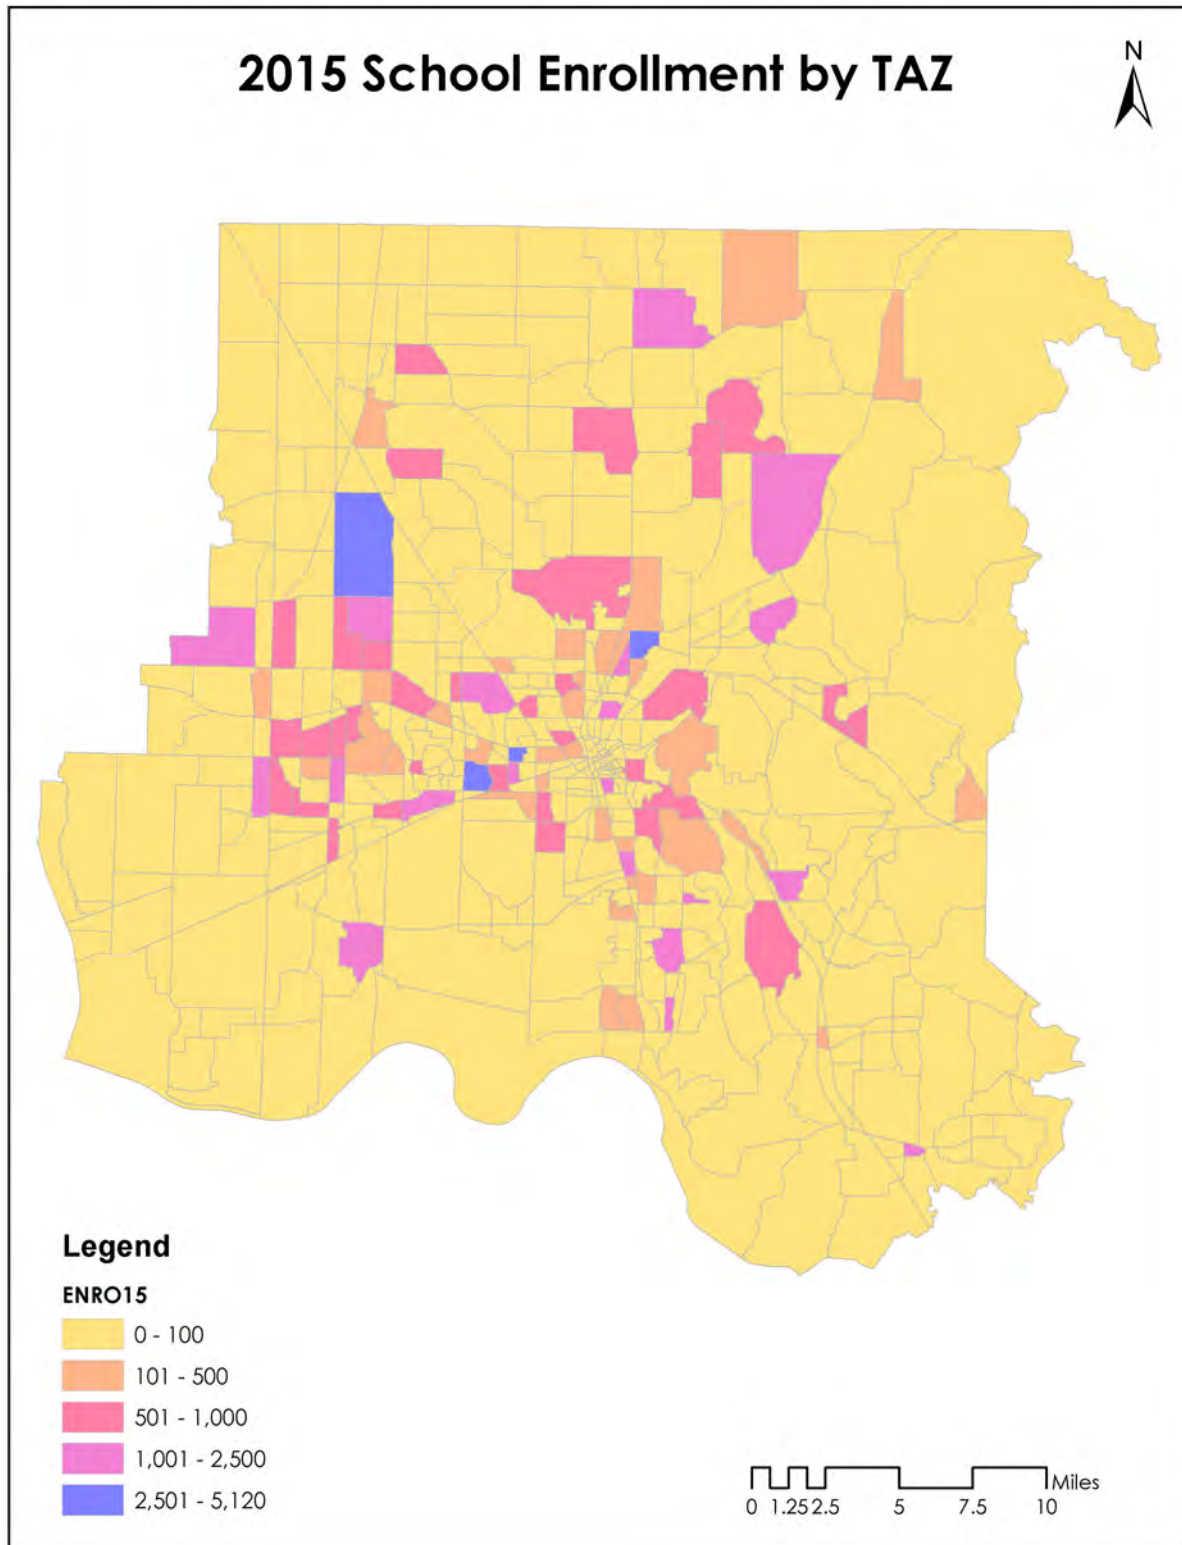 2015 School Enrollment by TAZ
N
Legend
ENRO15
0 - 100
101 - 500
501 - 1,000
1,001 - 2,500
2,501 - 5,120
Miles
0 1.25 2.5 5 7.5 10